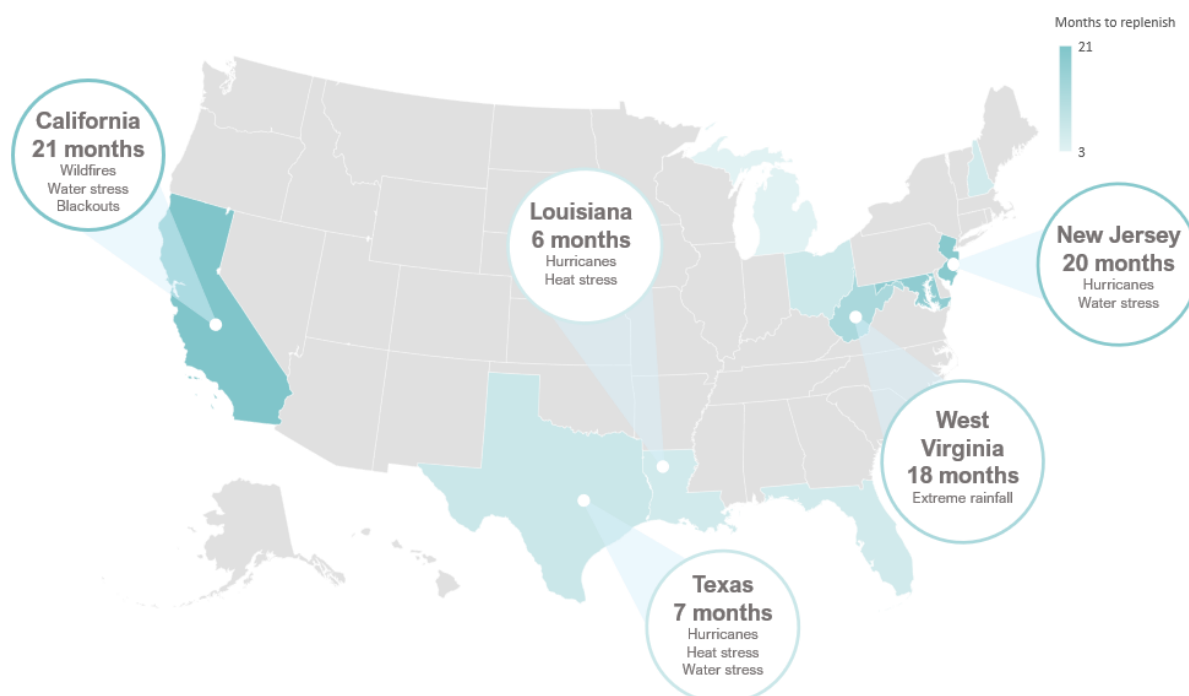 Months to replenish
21
3
California
21 months
Wildfires
Water stress
Blackouts
Louisiana
6 months
Hurricanes
Heat stress
New Jersey
20 months
Hurricanes
Water stress
West
Virginia
18 months
Extreme rainfall
Texas
7 months
Hurricanes
Heat stress
Water stress